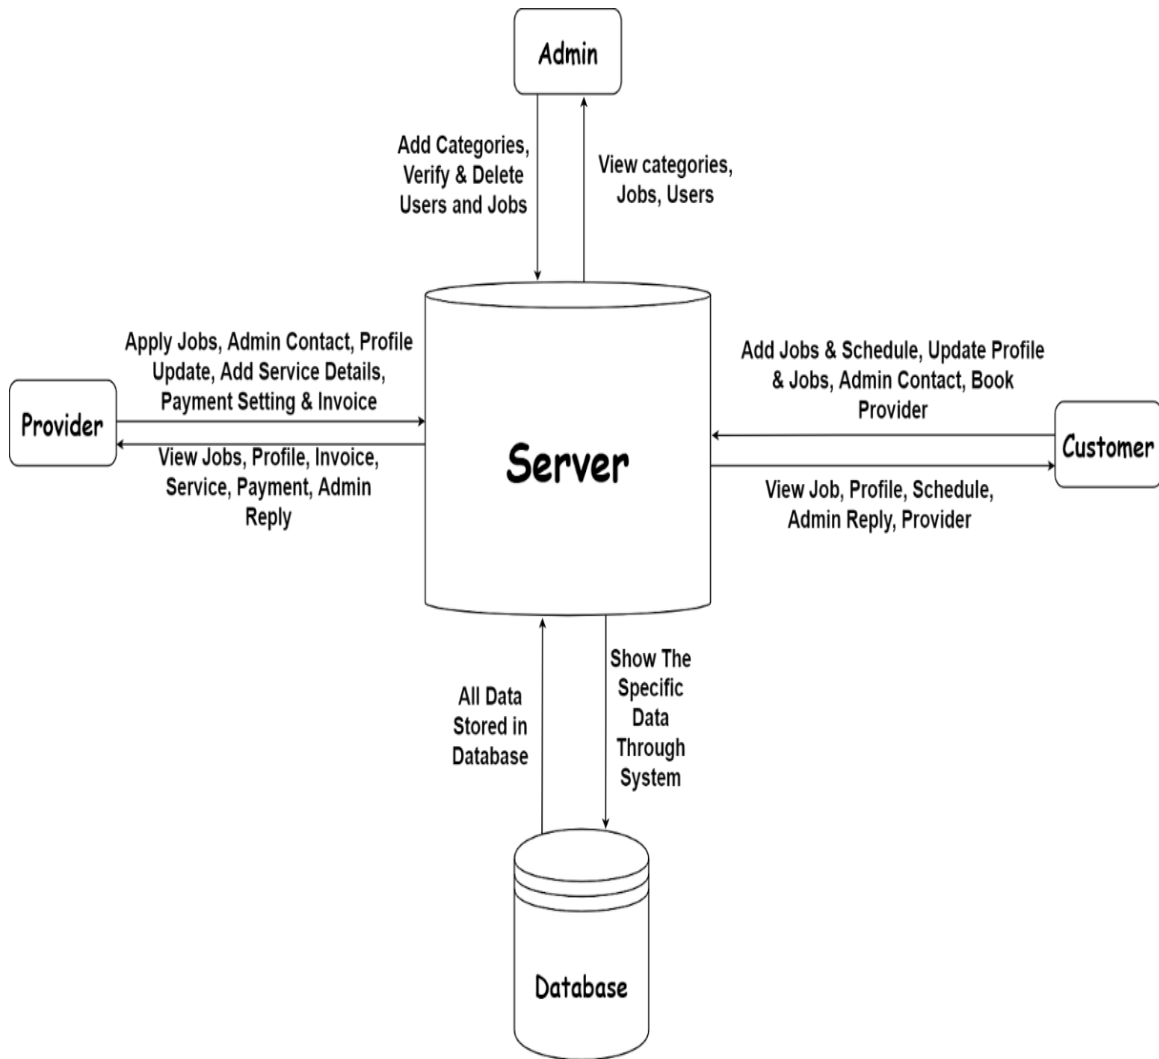 Admin
Add Categories,
Verify & Delete
Users and Jobs
View categories,
Jobs, Users
Apply Jobs, Admin Contact, Profile
Update, Add Service Details,
Payment Setting & Invoice
Provider
View Jobs, Profile, Invoice,
Service, Payment, Admin
Reply
Server
Add Jobs & Schedule, Update Profile
& Jobs, Admin Contact, Book
Provider
Customer
View Job, Profile, Schedule,
Admin Reply, Provider
All Data
Stored in
Database
Show The
Specific
Data
Through
System
Database